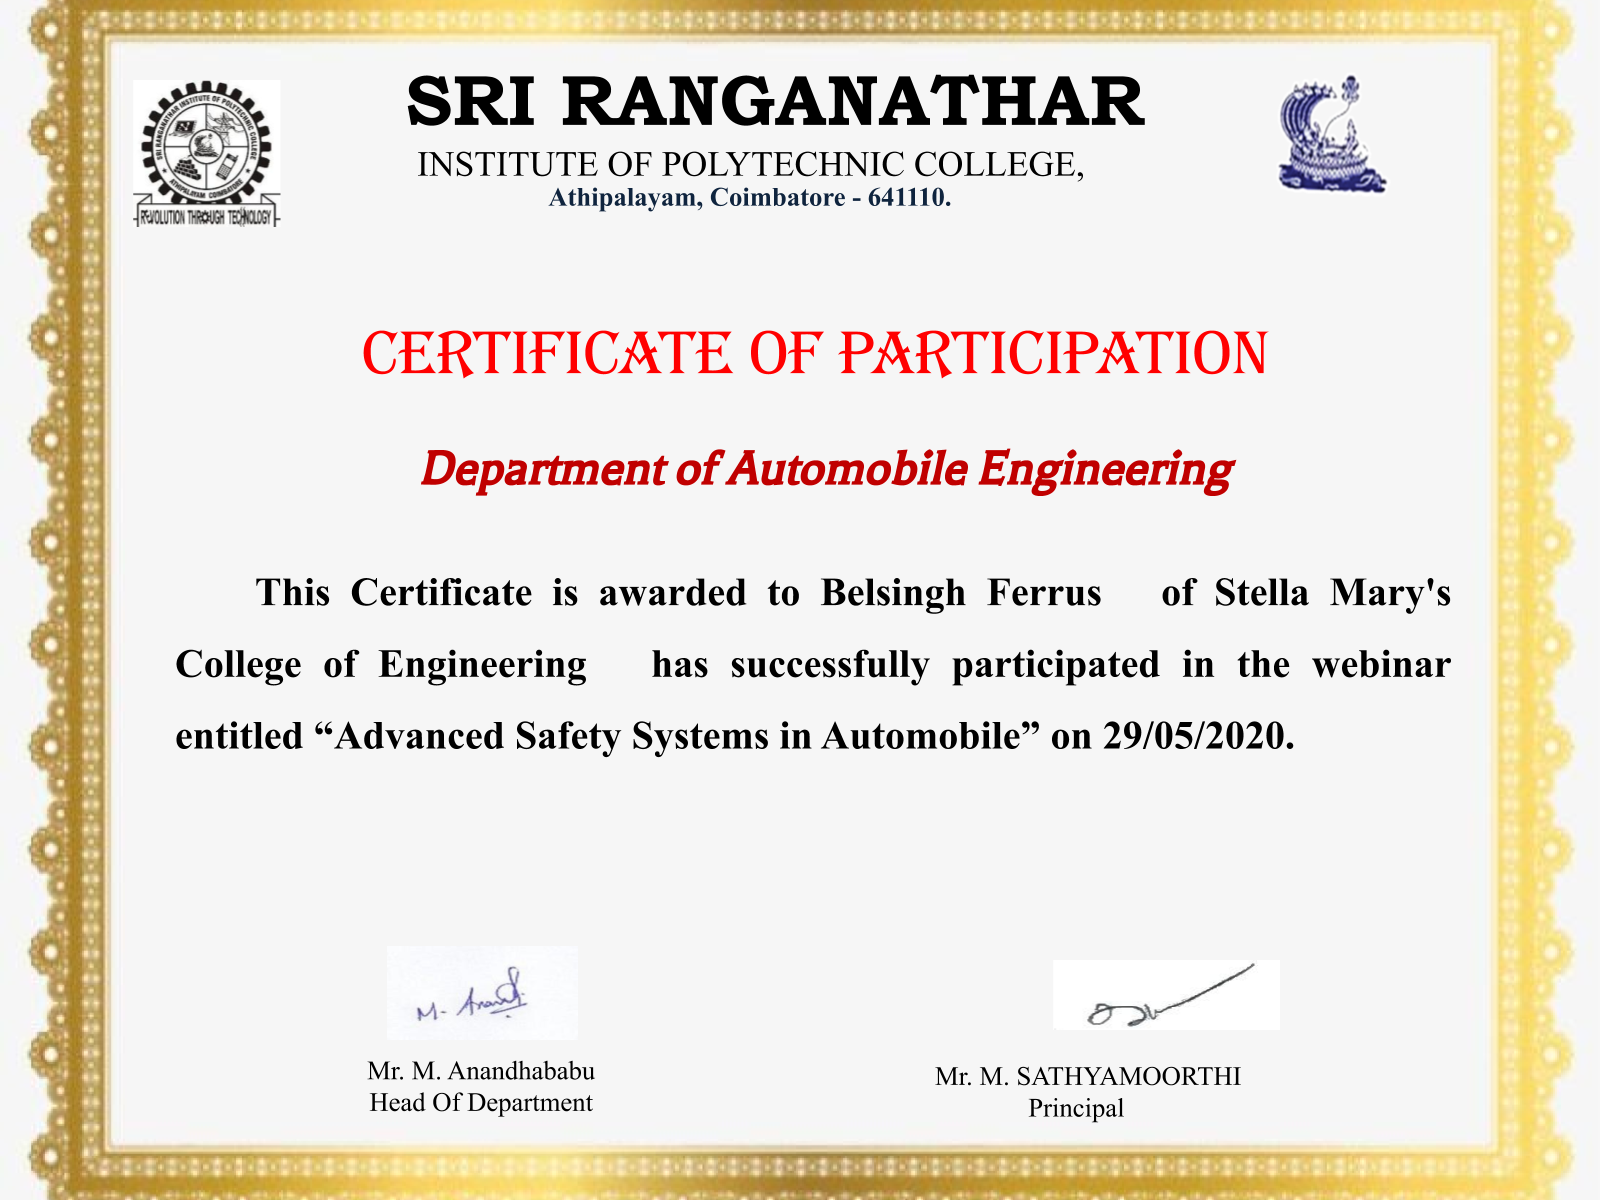 SRI RANGANATHAR
INSTITUTE OF POLYTECHNIC COLLEGE,
Athipalayam, Coimbatore - 641110.
SRI RANGANATHAR INSTITUTE OF POLYTECHNIC COLLEGE
ATHIPALAYAM COIMBATORE
REVOLUTION THROUGH TECHNOLOGY
CERTIFICATE OF PARTICIPATION
Department of Automobile Engineering
This Certificate is awarded to Belsingh Ferrus of Stella Mary's
College of Engineering has successfully participated in the webinar
entitled “Advanced Safety Systems in Automobile” on 29/05/2020.
Mr. M. Anandhababu
Head Of Department
Mr. M. SATHYAMOORTHI
Principal